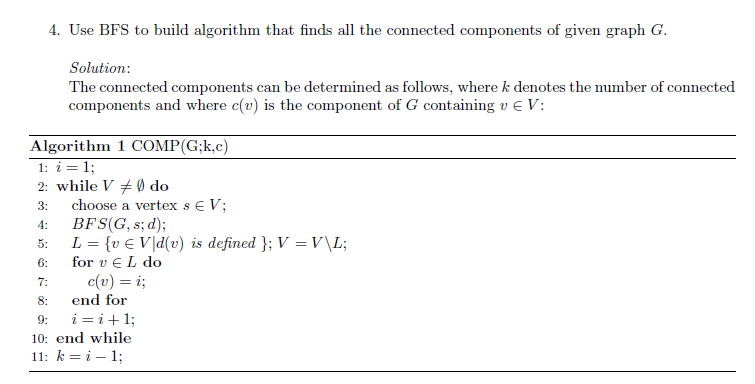 4. Use BFS to build algorithm that finds all the connected components of given graph G.
Solution:
The connected components can be determined as follows, where k denotes the number of connected
components and where c(v) is the component of G containing v ∈ V:
Algorithm 1 COMP(G;k,c)
1: i = 1;
2: while V ≠ ∅ do
3: choose a vertex s ∈ V;
4: BFS(G, s; d);
5: L = {v ∈ V|d(v) is defined }; V = V\L;
6: for v ∈ L do
7: c(v) = i;
8: end for
9: i = i + 1;
10: end while
11: k = i − 1;